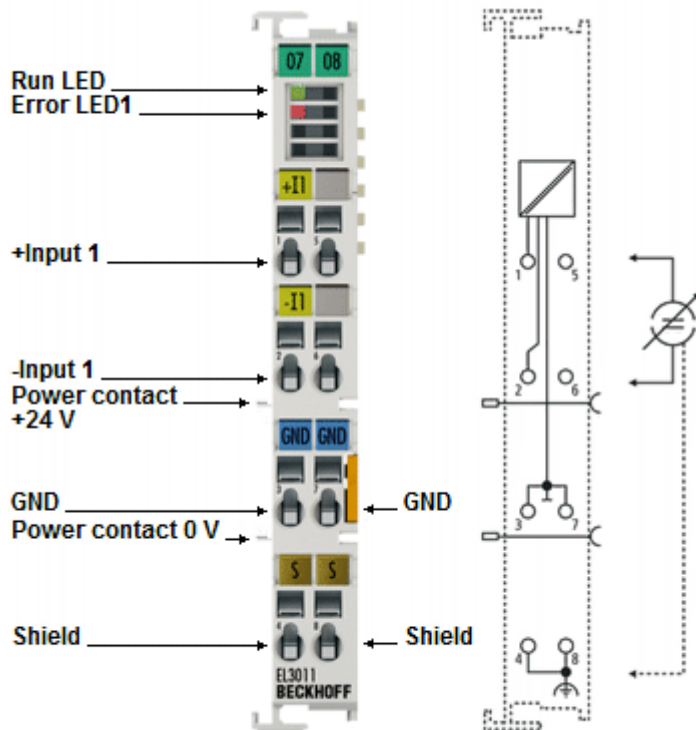 07 08
Run LED
Error LED1
+I1
1 5
+Input 1
-I1
2 6
-Input 1
Power contact
+24 V
GND GND
3 7
GND
GND
Power contact 0 V
S S
4 8
Shield
Shield
EL3011
BECKHOFF
1 5
2 6
3 7
4 8